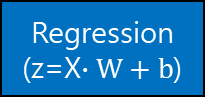 Regression
(z=X· W + b)